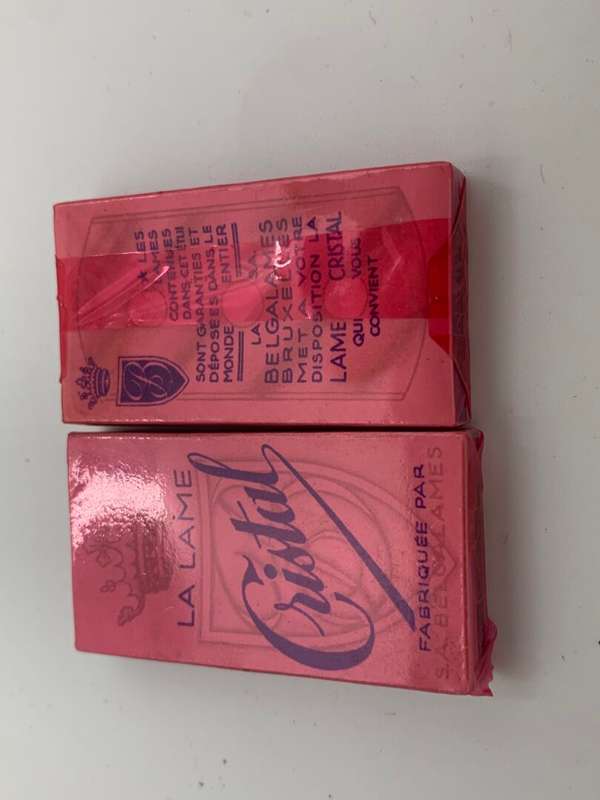 ★ LES
LAMES
CONTENUES
DANS CET ÉTUI
SONT GARANTIES ET
DÉPOSÉES DANS LE
MONDE ENTIER
B
LA S.A.
BELGALAMES
BRUXELLES
MET A VOTRE
DISPOSITION LA
LAME CRISTAL
QUI VOUS
CONVIENT
LA LAME
Cristal
FABRIQUÉE PAR
S.A. BELGALAMES